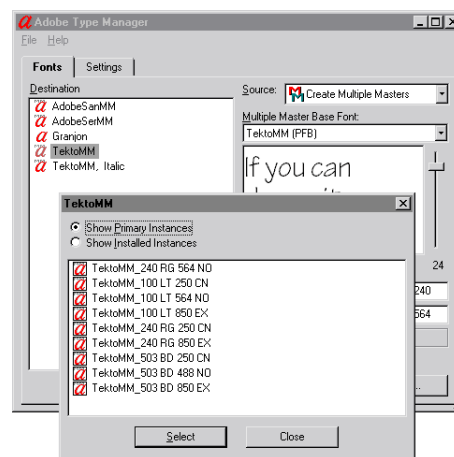 Adobe Type Manager
File Help
Fonts Settings
Destination
AdobeSanMM
AdobeSerMM
Granjon
TektoMM
TektoMM, Italic
Source: Create Multiple Masters
Multiple Master Base Font:
TektoMM (PFB)
If you can
24
240
564
...
TektoMM
Show Primary Instances
Show Installed Instances
TektoMM_240 RG 564 NO
TektoMM_100 LT 250 CN
TektoMM_100 LT 564 NO
TektoMM_100 LT 850 EX
TektoMM_240 RG 250 CN
TektoMM_240 RG 850 EX
TektoMM_503 BD 250 CN
TektoMM_503 BD 488 NO
TektoMM_503 BD 850 EX
Select Close